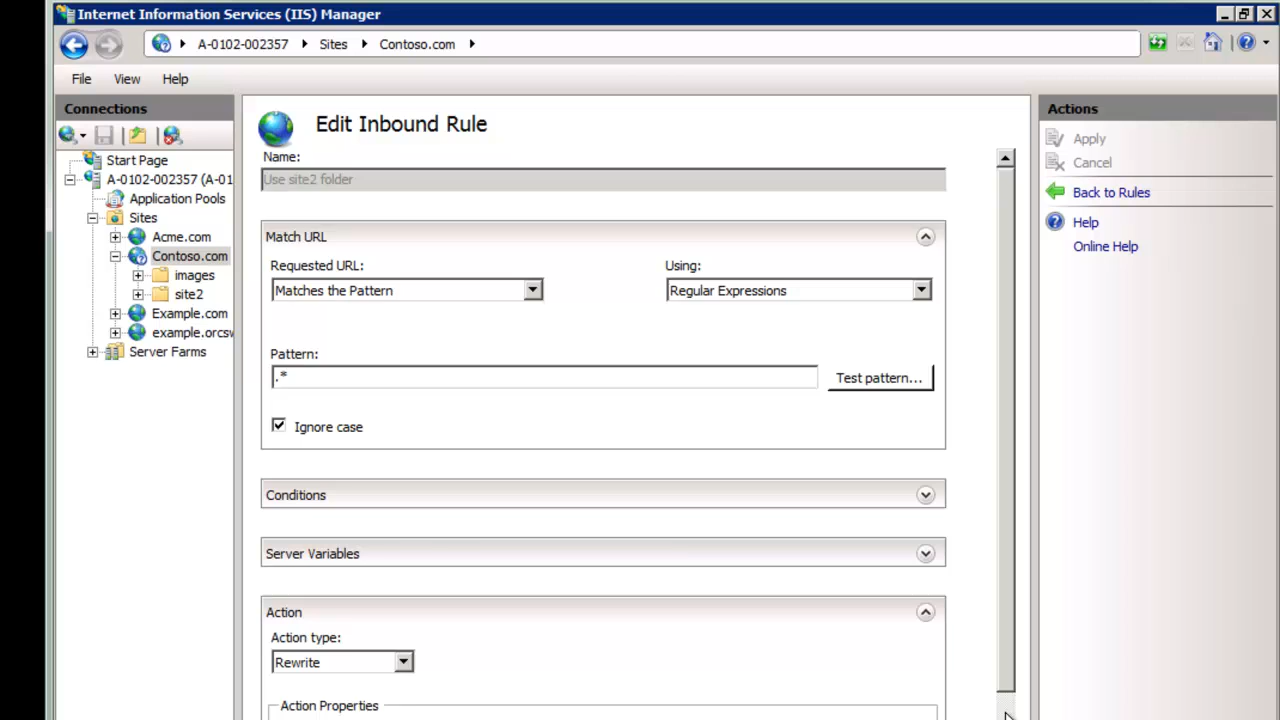 Internet Information Services (IIS) Manager
A-0102-002357 Sites Contoso.com
File View Help
Connections
Start Page
A-0102-002357 (A-01
Application Pools
Sites
Acme.com
Contoso.com
images
site2
Example.com
example.orcsw
Server Farms
Edit Inbound Rule
Name:
Use site2 folder
Match URL
Requested URL: Using:
Matches the Pattern Regular Expressions
Pattern:
.* Test pattern...
Ignore case
Conditions
Server Variables
Action
Action type:
Rewrite
Action Properties
Actions
Apply
Cancel
Back to Rules
Help
Online Help